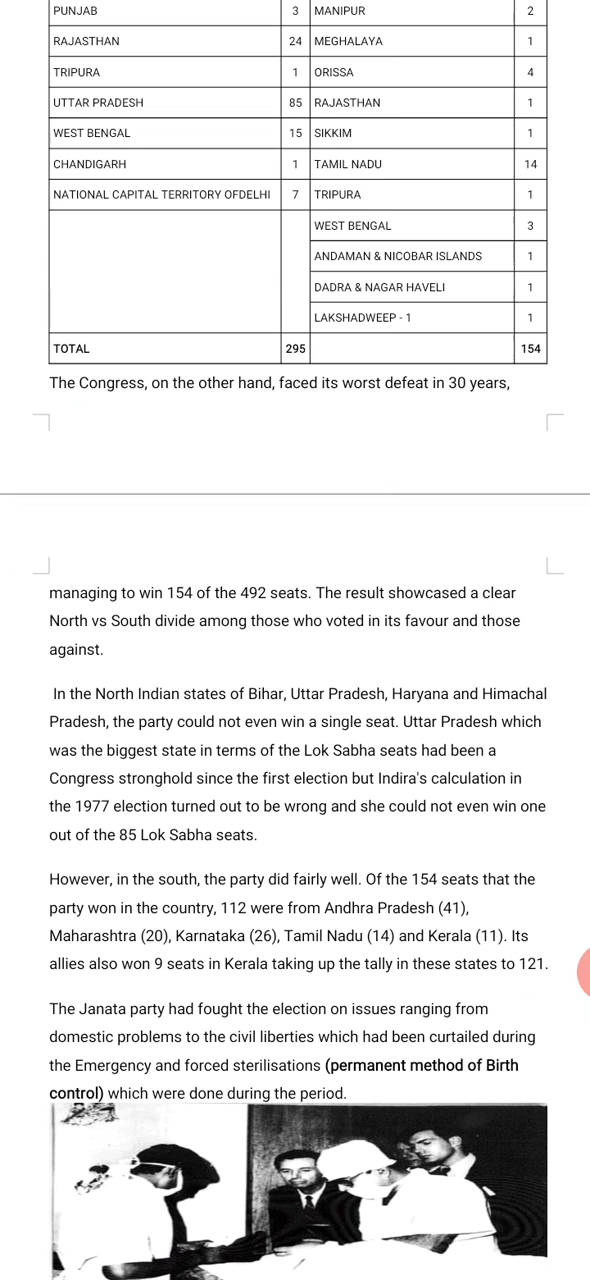 PUNJAB 3 MANIPUR 2
RAJASTHAN 24 MEGHALAYA 1
TRIPURA 1 ORISSA 4
UTTAR PRADESH 85 RAJASTHAN 1
WEST BENGAL 15 SIKKIM 1
CHANDIGARH 1 TAMIL NADU 14
NATIONAL CAPITAL TERRITORY OFDELHI 7 TRIPURA 1
WEST BENGAL 3
ANDAMAN & NICOBAR ISLANDS 1
DADRA & NAGAR HAVELI 1
LAKSHADWEEP - 1 1
TOTAL 295 154
The Congress, on the other hand, faced its worst defeat in 30 years,
managing to win 154 of the 492 seats. The result showcased a clear
North vs South divide among those who voted in its favour and those
against.
In the North Indian states of Bihar, Uttar Pradesh, Haryana and Himachal
Pradesh, the party could not even win a single seat. Uttar Pradesh which
was the biggest state in terms of the Lok Sabha seats had been a
Congress stronghold since the first election but Indira's calculation in
the 1977 election turned out to be wrong and she could not even win one
out of the 85 Lok Sabha seats.
However, in the south, the party did fairly well. Of the 154 seats that the
party won in the country, 112 were from Andhra Pradesh (41),
Maharashtra (20), Karnataka (26), Tamil Nadu (14) and Kerala (11). Its
allies also won 9 seats in Kerala taking up the tally in these states to 121.
The Janata party had fought the election on issues ranging from
domestic problems to the civil liberties which had been curtailed during
the Emergency and forced sterilisations (permanent method of Birth
control) which were done during the period.